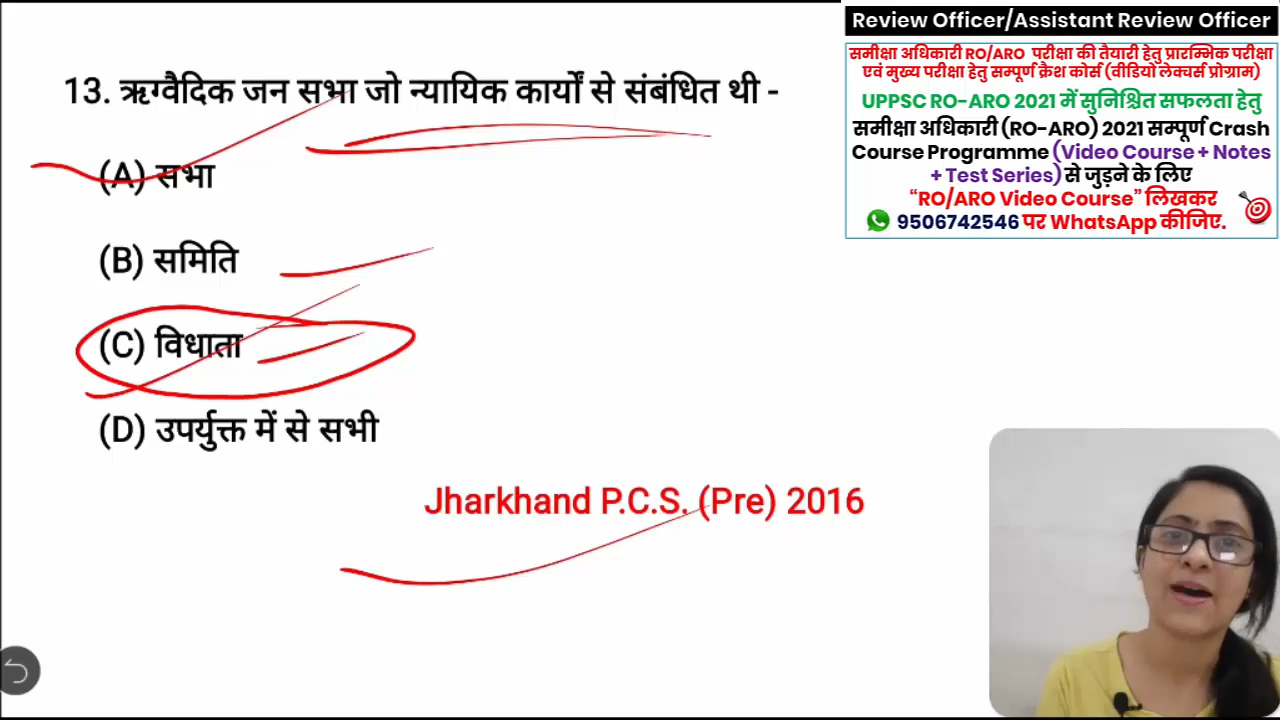 Review Officer/Assistant Review Officer
समीक्षा अधिकारी RO/ARO परीक्षा की तैयारी हेतु प्रारम्भिक परीक्षा
एवं मुख्य परीक्षा हेतु सम्पूर्ण क्रैश कोर्स (वीडियो लेक्चर्स प्रोग्राम)
UPPSC RO-ARO 2021 में सुनिश्चित सफलता हेतु
समीक्षा अधिकारी (RO-ARO) 2021 सम्पूर्ण Crash
Course Programme (Video Course + Notes
+ Test Series) से जुड़ने के लिए
“RO/ARO Video Course” लिखकर
9506742546 पर WhatsApp कीजिए.
13. ऋग्वैदिक जन सभा जो न्यायिक कार्यों से संबंधित थी -
(A) सभा
(B) समिति
(C) विधाता
(D) उपर्युक्त में से सभी
Jharkhand P.C.S. (Pre) 2016